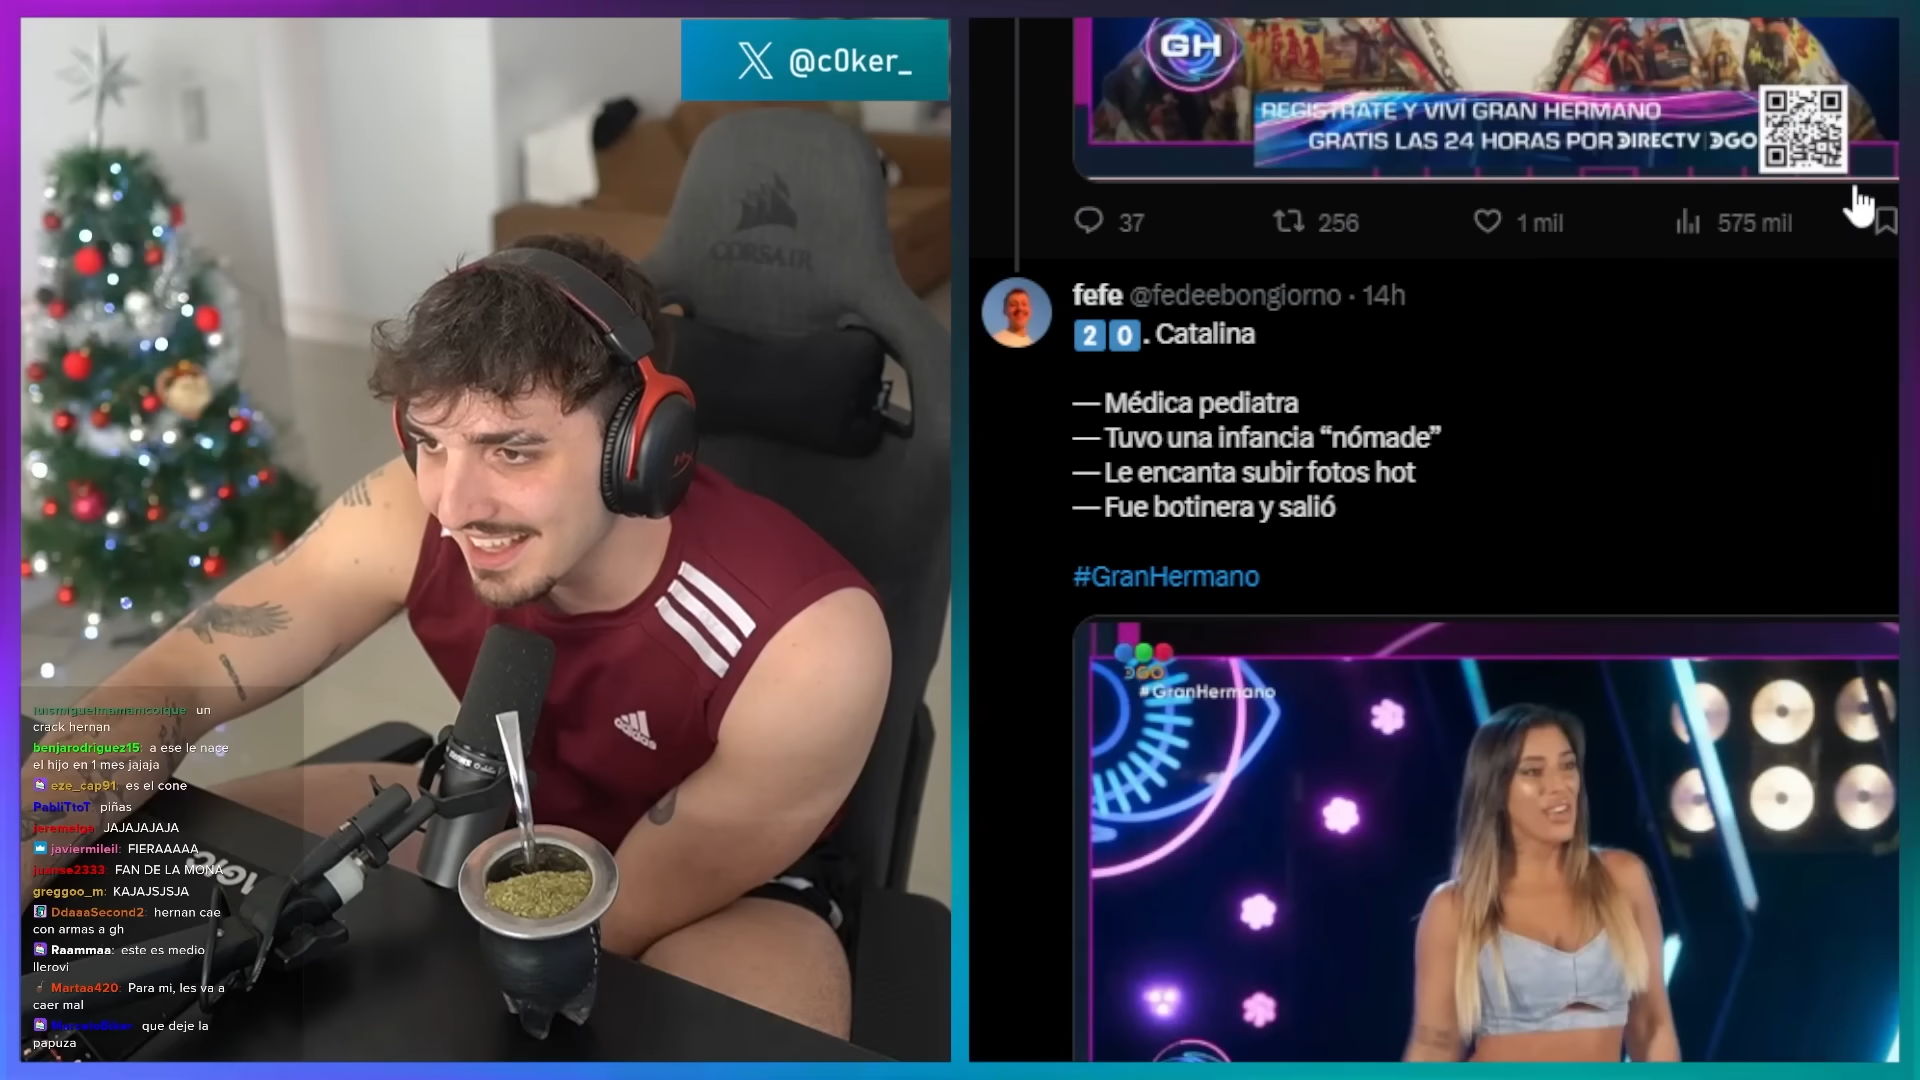 @c0ker_
CORSAIR
adidas
luismiguelmamamcolque un
crack hernan
benjarodriguez15: a ese le nace
el hijo en 1 mes jajaja
eze_cap91: es el cone
PabliTtoT piñas
JAJAJAJAJA
javiermileil: FIERAAAAA
juanse2333: FAN DE LA MONA
greggoo_m: KAJAJSJSJA
DdaaaSecond2: hernan cae
con armas a gh
Raammaa: este es medio
llerovi
Martaa420: Para mi, les va a
caer mal
que deje la
papuza
GH
REGISTRATE Y VIVÍ GRAN HERMANO
GRATIS LAS 24 HORAS POR DIRECTV DGO
37 256 1 mil 575 mil
fefe @fedeebongiorno · 14h
20. Catalina
— Médica pediatra
— Tuvo una infancia “nómade”
— Le encanta subir fotos hot
— Fue botinera y salió
#GranHermano
DGO
#GranHermano